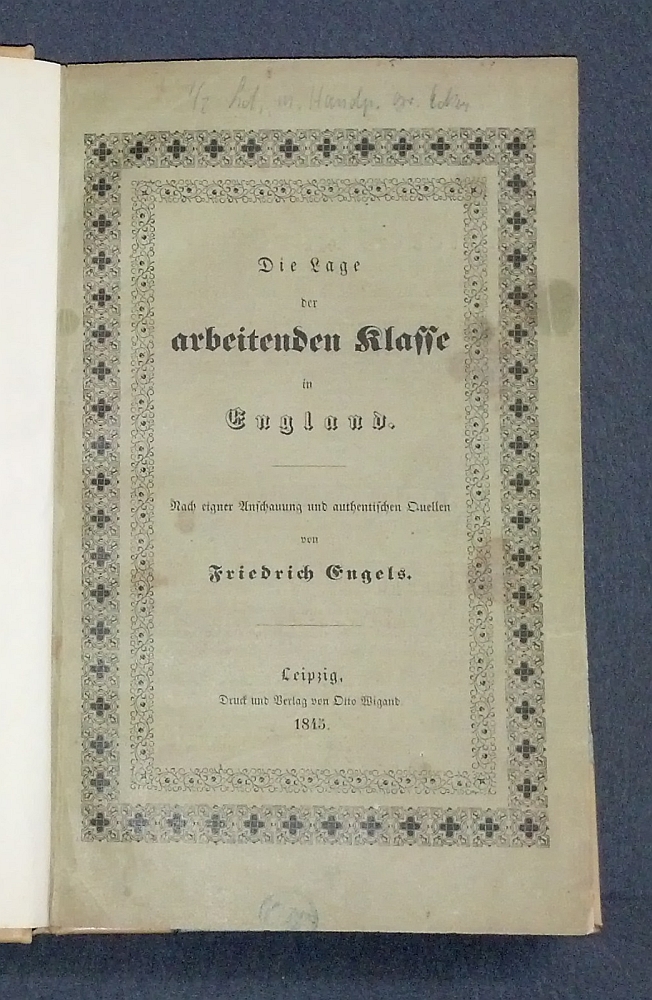 Die Lage
der
arbeitenden Klasse
in
England.
Nach eigner Anschauung und authentischen Quellen
von
Friedrich Engels.
Leipzig,
Druck und Verlag von Otto Wigand.
1845.